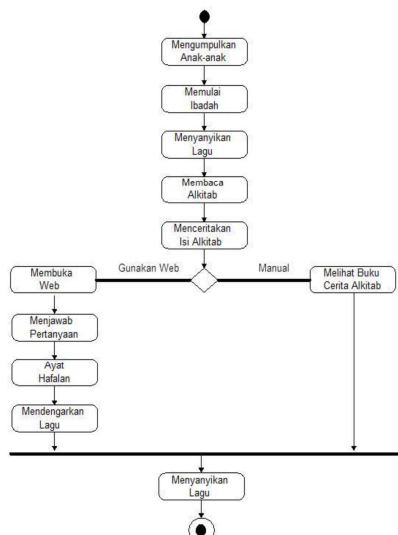 Mengumpulkan
Anak-anak
Memulai
Ibadah
Menyanyikan
Lagu
Membaca
Alkitab
Menceritakan
Isi Alkitab
Gunakan Web
Manual
Membuka
Web
Menjawab
Pertanyaan
Ayat
Hafalan
Mendengarkan
Lagu
Melihat Buku
Cerita Alkitab
Menyanyikan
Lagu